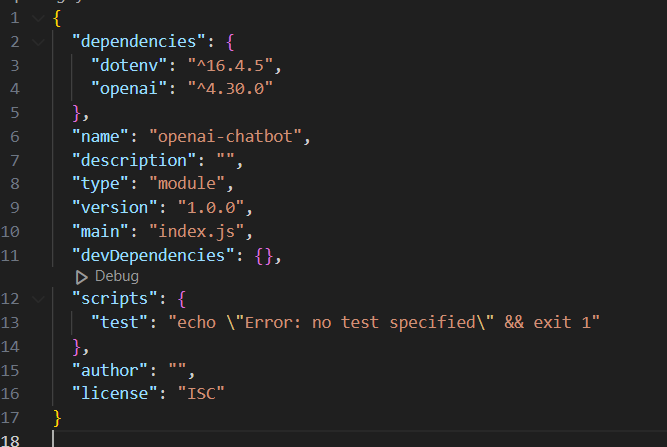 1 {
2 "dependencies": {
3 "dotenv": "^16.4.5",
4 "openai": "^4.30.0"
5 },
6 "name": "openai-chatbot",
7 "description": "",
8 "type": "module",
9 "version": "1.0.0",
10 "main": "index.js",
11 "devDependencies": {},
Debug
12 "scripts": {
13 "test": "echo \"Error: no test specified\" && exit 1"
14 },
15 "author": "",
16 "license": "ISC"
17 }
18